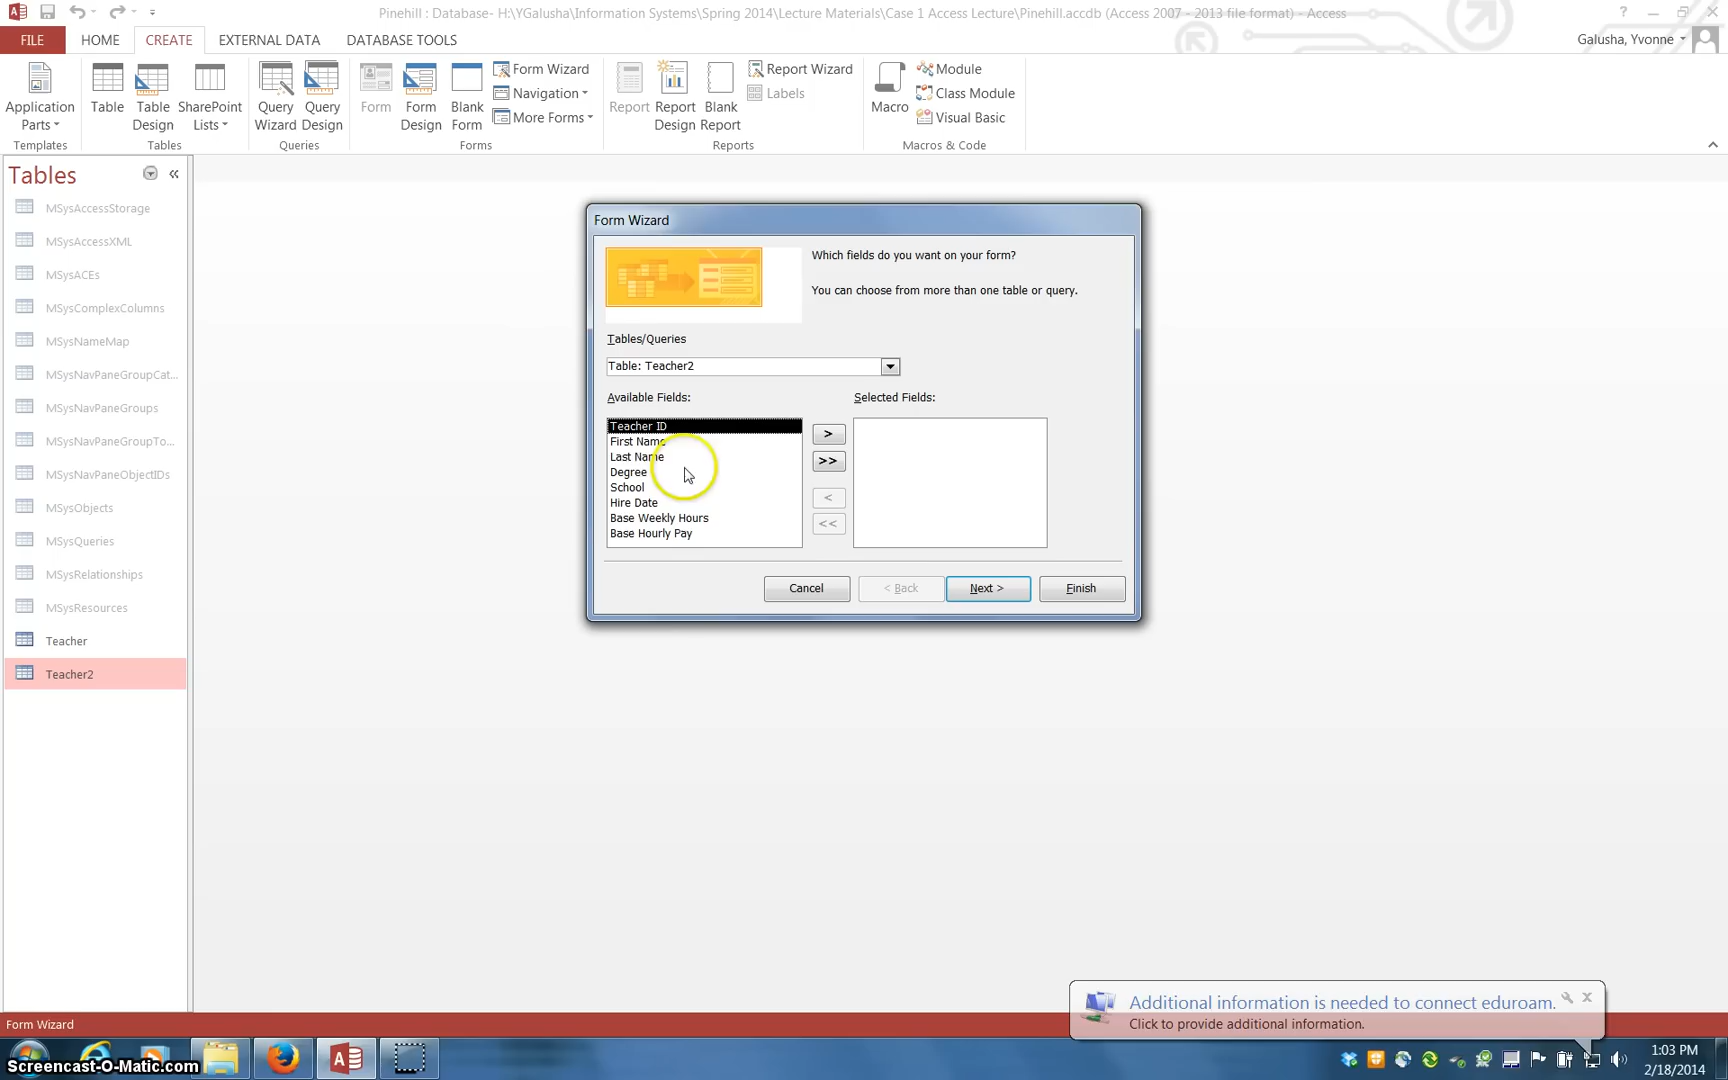 Pinehill : Database- H:\YGalusha\Information Systems\Spring 2014\Lecture Materials\Case 1 Access Lecture\Pinehill.accdb (Access 2007 - 2013 file format) - Access
FILE HOME CREATE EXTERNAL DATA DATABASE TOOLS Galusha, Yvonne
Application Parts
Table
Table Design
SharePoint Lists
Query Wizard
Query Design
Form
Form Design
Blank Form
Form Wizard
Navigation
More Forms
Report
Report Design
Blank Report
Report Wizard
Labels
Macro
Module
Class Module
Visual Basic
Templates Tables Queries Forms Reports Macros & Code
Tables
MSysAccessStorage
MSysAccessXML
MSysACEs
MSysComplexColumns
MSysNameMap
MSysNavPaneGroupCat...
MSysNavPaneGroups
MSysNavPaneGroupTo...
MSysNavPaneObjectIDs
MSysObjects
MSysQueries
MSysRelationships
MSysResources
Teacher
Teacher2
Form Wizard
Which fields do you want on your form?
You can choose from more than one table or query.
Tables/Queries
Table: Teacher2
Available Fields: Selected Fields:
Teacher ID
First Name
Last Name
Degree
School
Hire Date
Base Weekly Hours
Base Hourly Pay
>
>>
<
<<
Cancel < Back Next > Finish
Additional information is needed to connect eduroam.
Click to provide additional information.
Form Wizard
Screencast-O-Matic.com
1:03 PM
2/18/2014